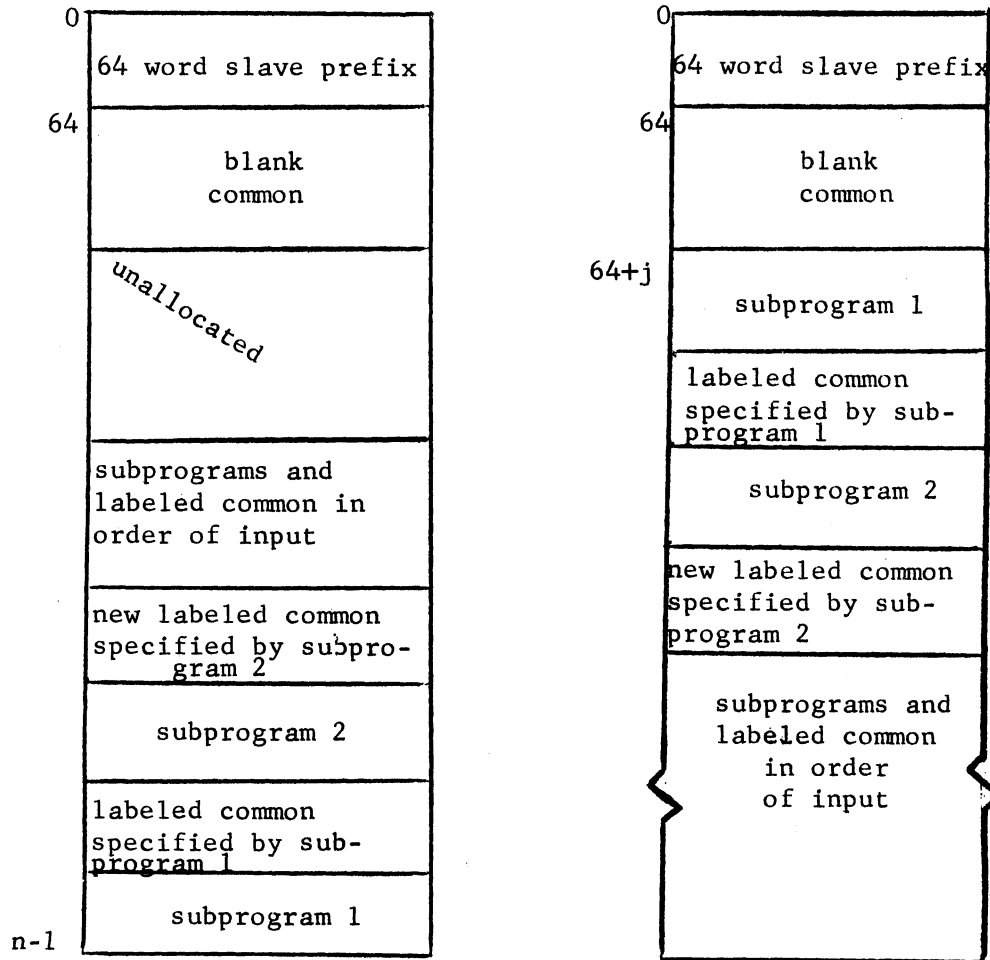 0
64 word slave prefix
64
blank
common
unallocated
subprograms and
labeled common in
order of input
new labeled common
specified by subpro-
gram 2
subprogram 2
labeled common
specified by sub-
program 1
subprogram 1
n-1
0
64 word slave prefix
64
blank
common
64+j
subprogram 1
labeled common
specified by sub-
program 1
subprogram 2
new labeled common
specified by sub-
program 2
subprograms and
labeled common
in order
of input